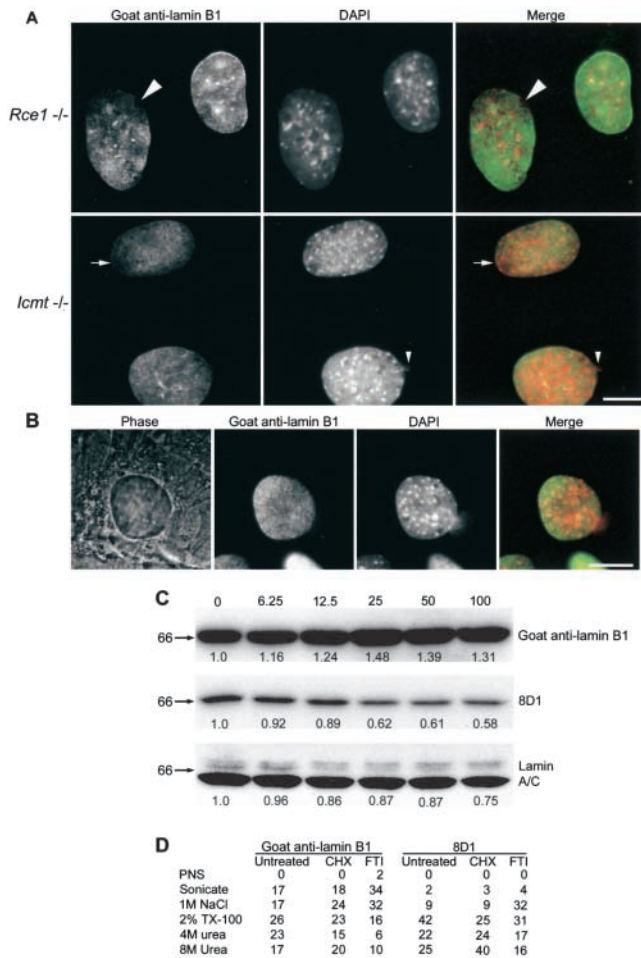 A
Goat anti-lamin B1 DAPI Merge
Rce1 -/-
Icmt -/-
B
Phase Goat anti-lamin B1 DAPI Merge
C
0 6.25 12.5 25 50 100
66 Goat anti-lamin B1
1.0 1.16 1.24 1.48 1.39 1.31
66 8D1
1.0 0.92 0.89 0.62 0.61 0.58
66 Lamin
A/C
1.0 0.96 0.86 0.87 0.87 0.75
D Goat anti-lamin B1 8D1
Untreated CHX FTI Untreated CHX FTI
PNS 0 0 2 0 0 0
Sonicate 17 18 34 2 3 4
1M NaCl 17 24 32 9 9 32
2% TX-100 26 23 16 42 25 31
4M urea 23 15 6 22 24 17
8M Urea 17 20 10 25 40 16